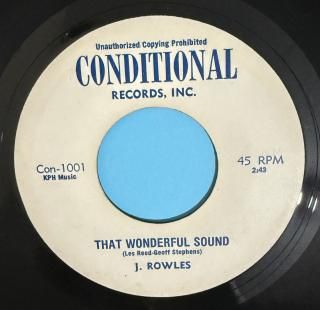 Unauthorized Copying Prohibited
CONDITIONAL
RECORDS, INC.
Con-1001
KPH Music
45 RPM
2:43
THAT WONDERFUL SOUND
(Les Reed-Geoff Stephens)
J. ROWLES